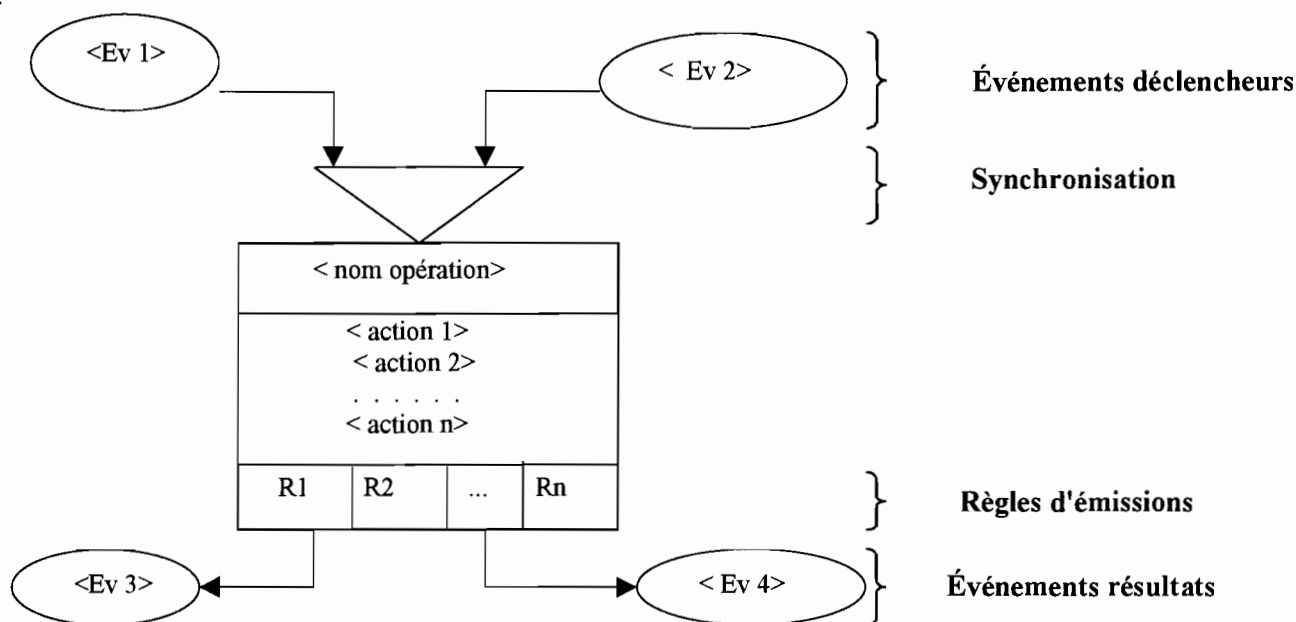 <Ev 1>
< Ev 2>
Événements déclencheurs
Synchronisation
< nom opération>
< action 1>
< action 2>
. . . . . .
< action n>
R1 R2 ... Rn
Règles d'émissions
<Ev 3>
< Ev 4>
Événements résultats